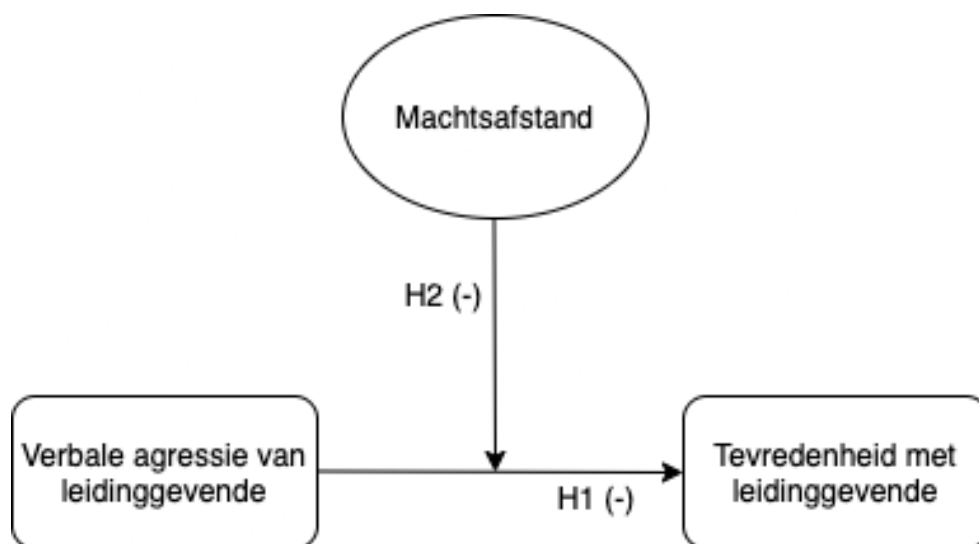 Machtsafstand
H2 (-)
Verbale agressie van
leidinggevende
H1 (-)
Tevredenheid met
leidinggevende